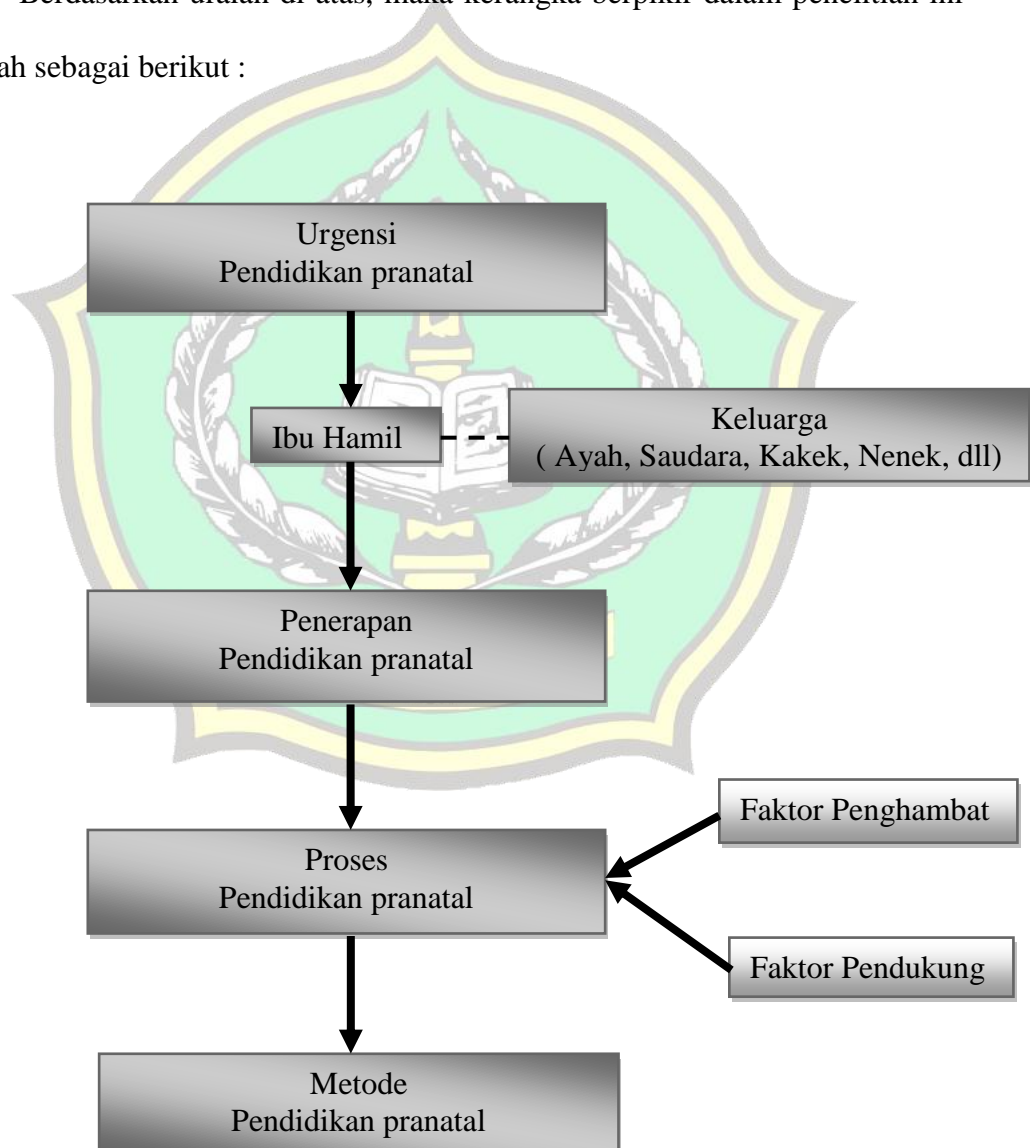 Berdasarkan uraian di atas, maka kerangka berpikir dalam penelitian ini
ah sebagai berikut :
Urgensi
Pendidikan pranatal
Ibu Hamil
Keluarga
( Ayah, Saudara, Kakek, Nenek, dll)
Penerapan
Pendidikan pranatal
Faktor Penghambat
Proses
Pendidikan pranatal
Faktor Pendukung
Metode
Pendidikan pranatal